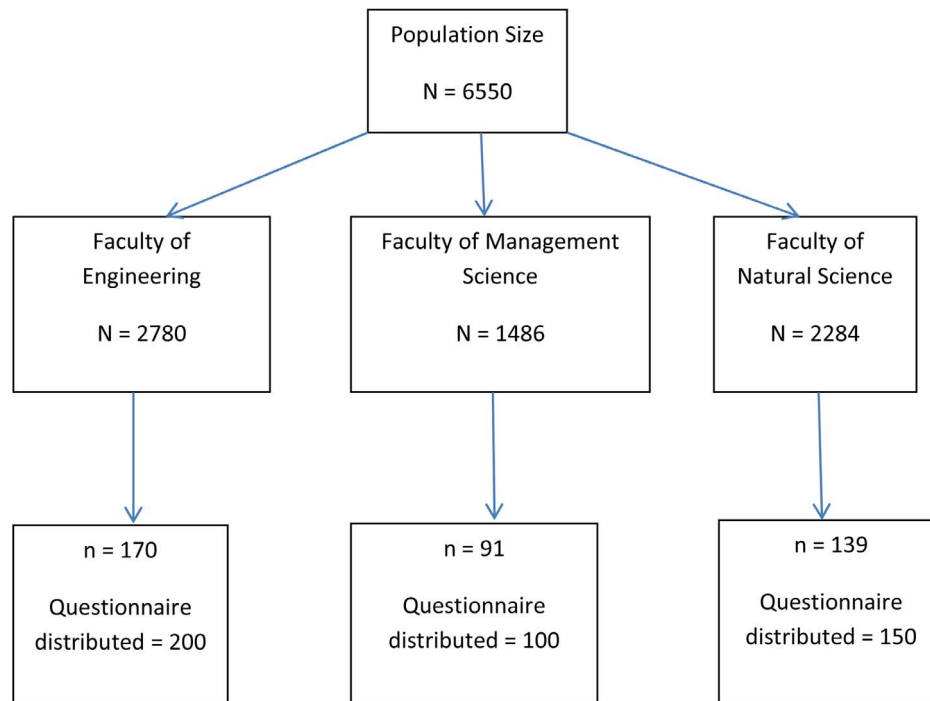 Population Size
N = 6550
Faculty of
Engineering
N = 2780
Faculty of Management
Science
N = 1486
Faculty of
Natural Science
N = 2284
n = 170
Questionnaire
distributed = 200
n = 91
Questionnaire
distributed = 100
n = 139
Questionnaire
distributed = 150